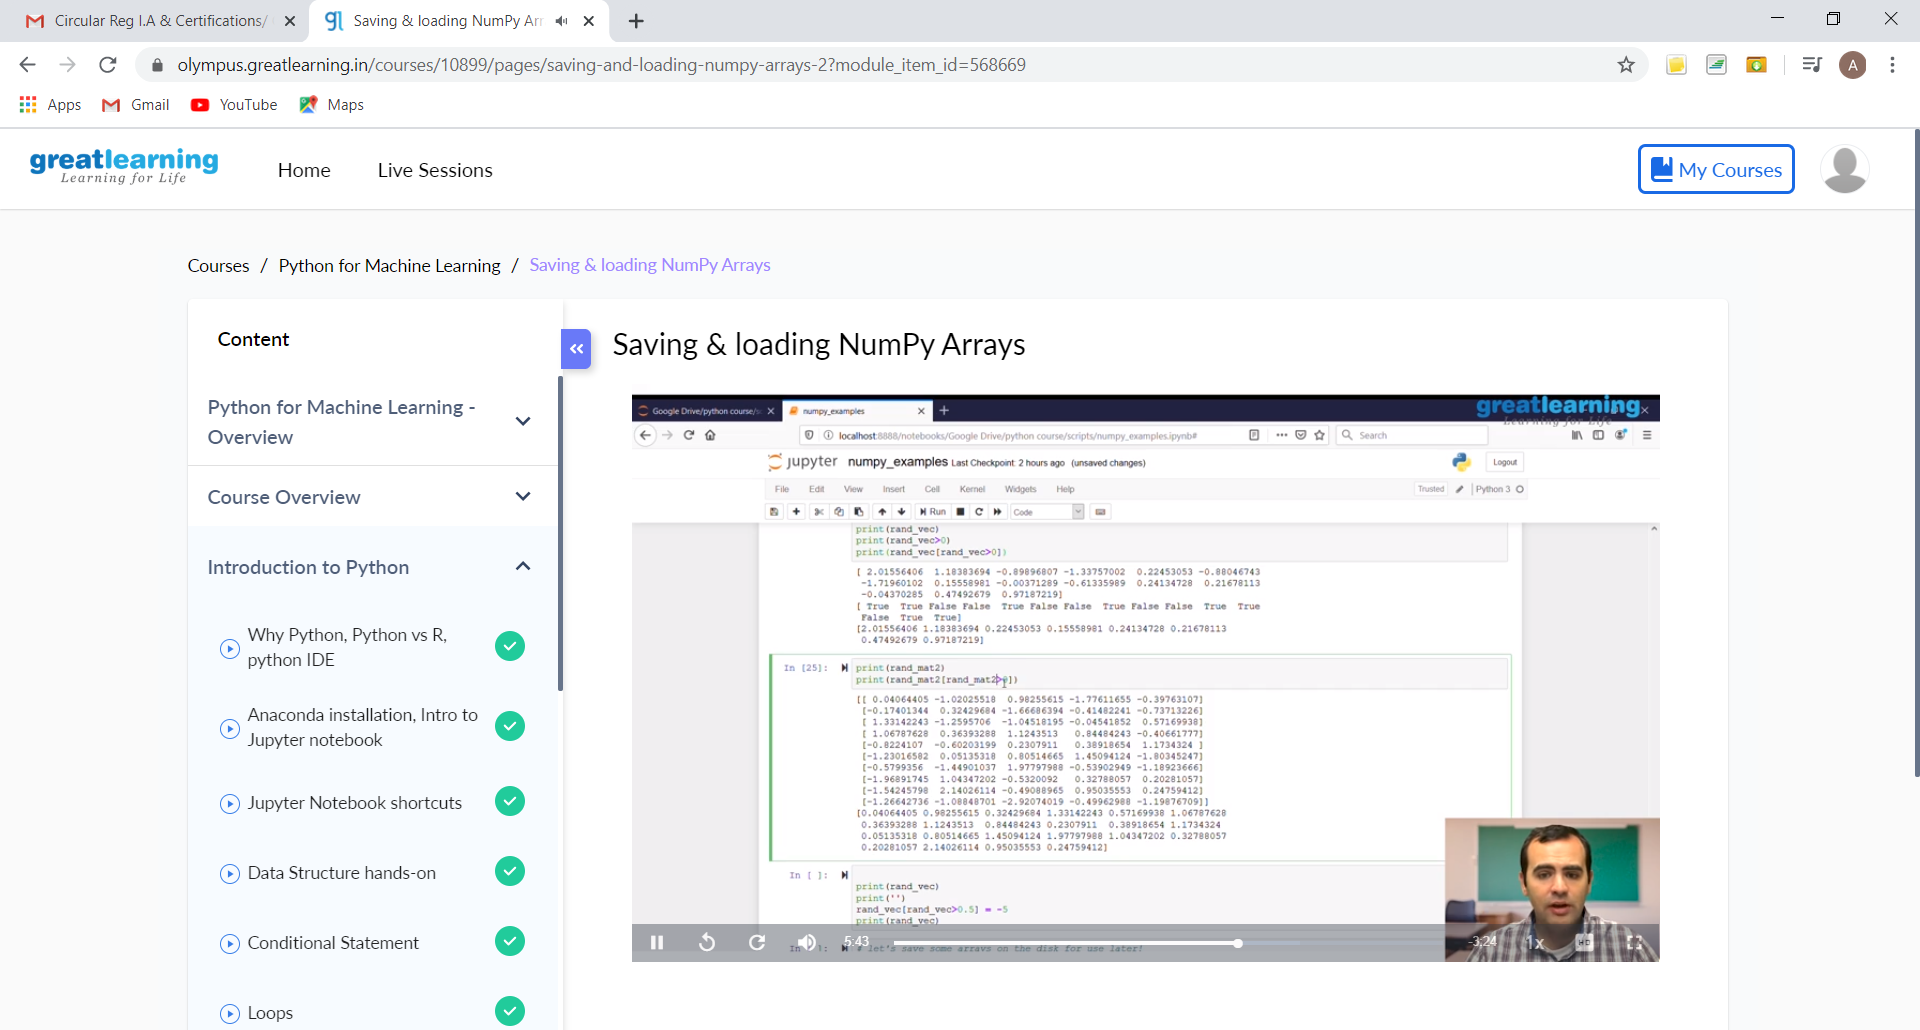 Circular Reg I.A & Certifications/
Saving & loading NumPy Arr
olympus.greatlearning.in/courses/10899/pages/saving-and-loading-numpy-arrays-2?module_item_id=568669
A
Apps Gmail YouTube Maps
greatlearning
Learning for Life
Home Live Sessions My Courses
Courses / Python for Machine Learning / Saving & loading NumPy Arrays
Content
Python for Machine Learning -
Overview
Course Overview
Introduction to Python
Why Python, Python vs R,
python IDE
Anaconda installation, Intro to
Jupyter notebook
Jupyter Notebook shortcuts
Data Structure hands-on
Conditional Statement
Loops
Saving & loading NumPy Arrays
Google Drive/python course/s numpy_examples
greatlearning
Learning for Life
localhost:8888/notebooks/Google Drive/python course/scripts/numpy_examples.ipynb# Search
jupyter numpy_examples Last Checkpoint: 2 hours ago (unsaved changes) Logout
File Edit View Insert Cell Kernel Widgets Help Trusted Python 3
Run Code
print(rand_vec)
print(rand_vec>0)
print(rand_vec[rand_vec>0])
[ 2.01556406 1.18383694 -0.89896807 -1.33757002 0.22453053 -0.88046743
-1.71960102 0.15558981 -0.00371289 -0.61335989 0.24134728 0.21678113
-0.04370285 0.47492679 0.97187219]
[ True True False False True False False True False False True True
False True True]
[2.01556406 1.18383694 0.22453053 0.15558981 0.24134728 0.21678113
0.47492679 0.97187219]
In [25]: print(rand_mat2)
print(rand_mat2[rand_mat2>0])
[[ 0.04064405 -1.02025518 0.98255615 -1.77611655 -0.39763107]
[-0.17401344 0.32429684 -1.66686394 -0.41482241 -0.73713226]
[ 1.33142243 -1.2595706 -1.04518195 -0.04541852 0.57169938]
[ 1.06787628 0.36393288 1.1243513 0.84484243 -0.40661777]
[-0.8224107 -0.60203199 0.2307911 0.38918654 1.1734324 ]
[-1.23016582 0.05135318 0.80514665 1.45094124 -1.80345247]
[-0.5799356 -1.44901037 1.97797988 -0.53902949 -1.18923666]
[-1.96891745 1.04347202 -0.5320092 0.32788057 0.20281057]
[-1.54245798 2.14026114 -0.49088965 0.95035553 0.24759412]
[-1.26642736 -1.08848701 -2.92074019 -0.49962988 -1.19876709]]
[0.04064405 0.98255615 0.32429684 1.33142243 0.57169938 1.06787628
0.36393288 1.1243513 0.84484243 0.2307911 0.38918654 1.1734324
0.05135318 0.80514665 1.45094124 1.97797988 1.04347202 0.32788057
0.20281057 2.14026114 0.95035553 0.24759412]
In [ ]:
print(rand_vec)
print('')
rand_vec[rand_vec>0.5] = -5
print(rand_vec)
In [ ]: # let's save some arrays on the disk for use later!
5:43 -3:24 1x HD